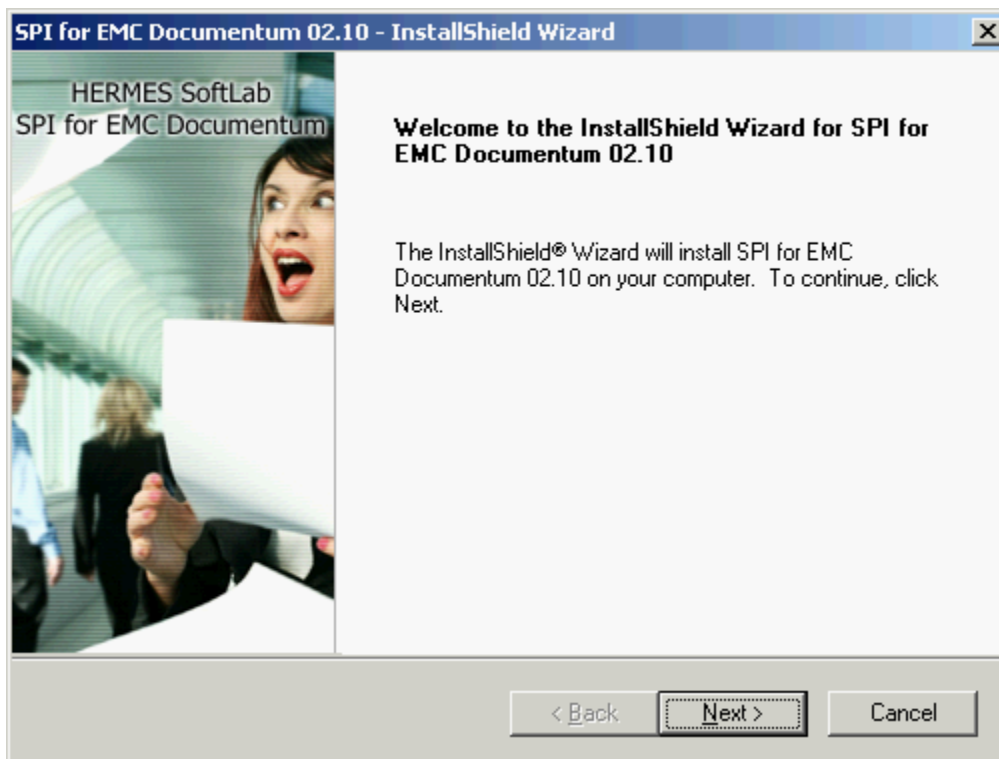 SPI for EMC Documentum 02.10 - InstallShield Wizard
HERMES SoftLab
SPI for EMC Documentum
Welcome to the InstallShield Wizard for SPI for
EMC Documentum 02.10
The InstallShield® Wizard will install SPI for EMC
Documentum 02.10 on your computer. To continue, click
Next.
< Back
Next >
Cancel